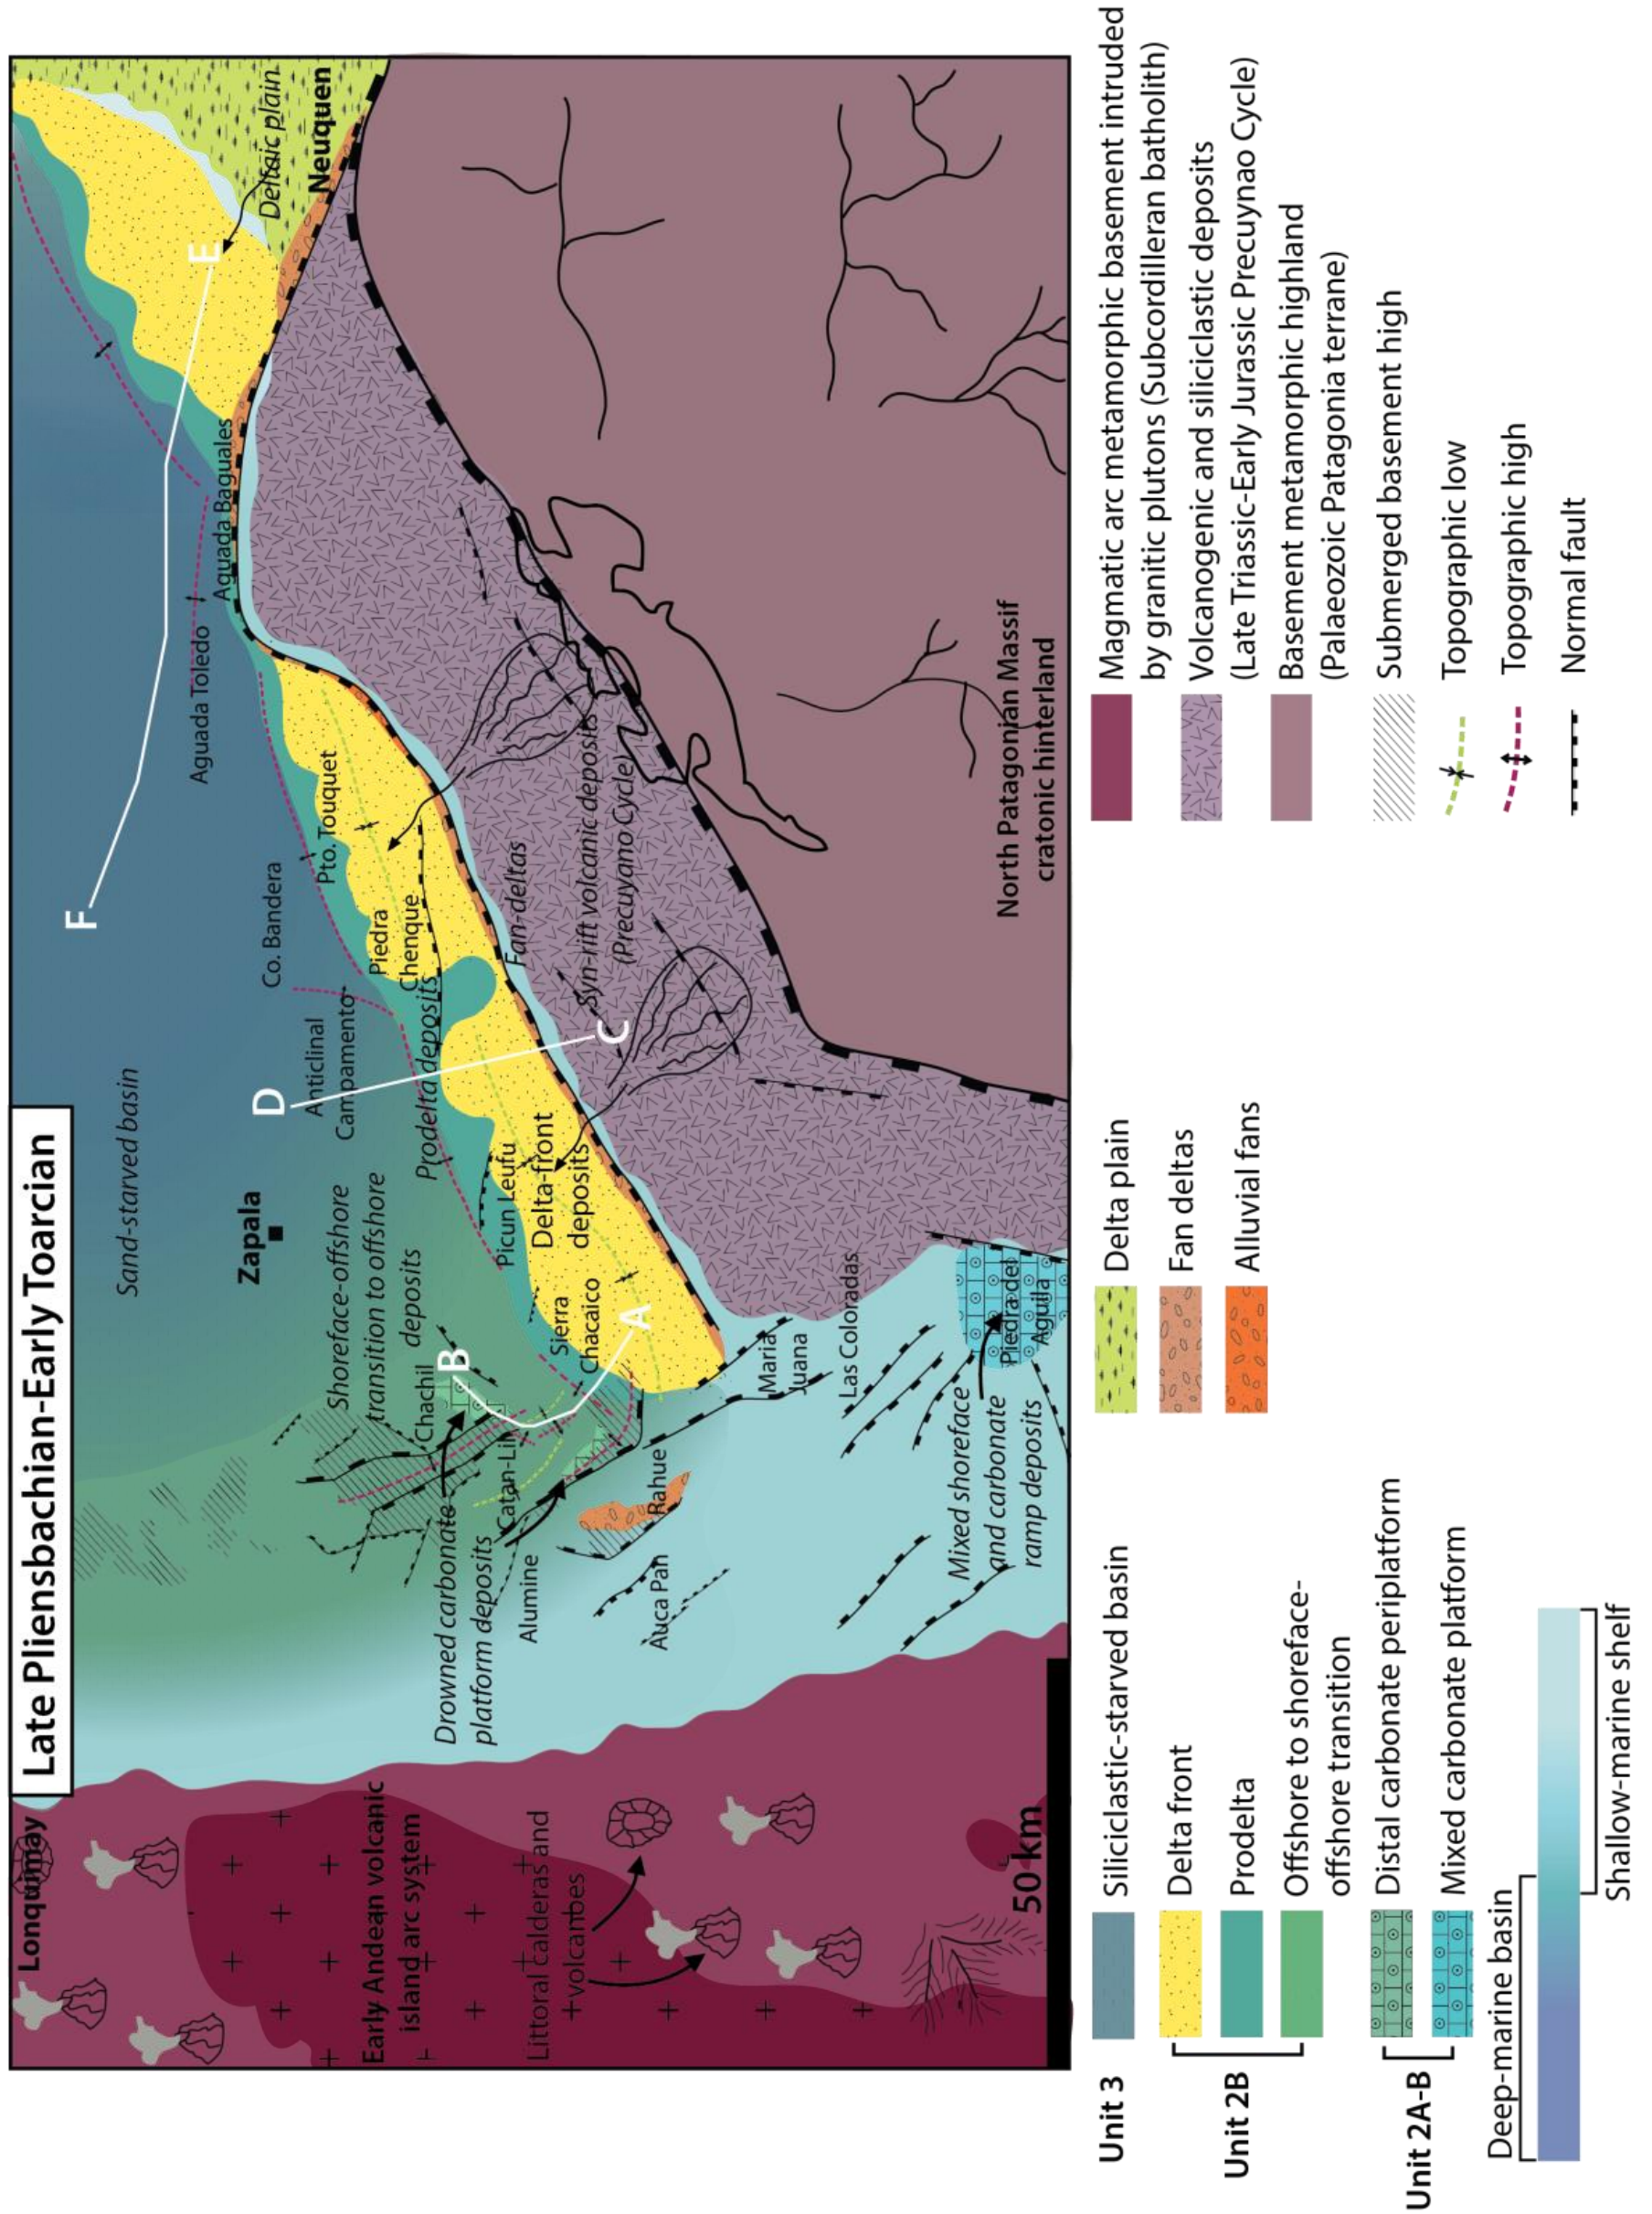 Late Pliensbachian-Early Toarcian
Lonquimay
Sand-starved basin
F
Zapala
D
Co. Bandera
Aguada Toledo
Aguada Baguales
E
Deltaic plain
Neuquen
Anticlinal
Campamento
Pto. Touquet
Piedra
Chenque
Shoreface-offshore
transition to offshore
deposits
Prodelta deposits
Chachil
B
Picun Leufu
Delta-front
deposits
Sierra
Chacaico
A
C
Fan-deltas
Syn-rift volcanic deposits
(Precuyano Cycle)
Early Andean volcanic
island arc system
Drowned carbonate
platform deposits
Catan-Lil
Alumine
Rahue
Auca Pan
Littoral calderas and
volcanoes
Maria
Juana
Las Coloradas
Mixed shoreface
and carbonate
ramp deposits
Piedra del
Aguila
North Patagonian Massif
cratonic hinterland
50 km
Unit 3
Siliciclastic-starved basin
Unit 2B
Delta front
Prodelta
Offshore to shoreface-
offshore transition
Unit 2A-B
Distal carbonate periplatform
Mixed carbonate platform
Deep-marine basin
Shallow-marine shelf
Delta plain
Fan deltas
Alluvial fans
Magmatic arc metamorphic basement intruded
by granitic plutons (Subcordilleran batholith)
Volcanogenic and siliciclastic deposits
(Late Triassic-Early Jurassic Precuynao Cycle)
Basement metamorphic highland
(Palaeozoic Patagonia terrane)
Submerged basement high
Topographic low
Topographic high
Normal fault